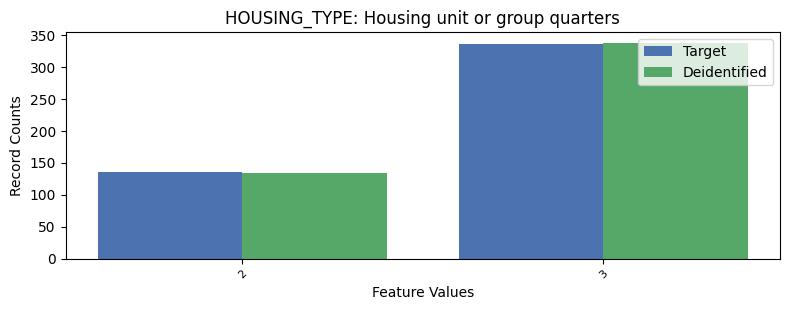 HOUSING_TYPE: Housing unit or group quarters
350
300
250
200
150
100
50
0
Record Counts
Target
Deidentified
2
3
Feature Values